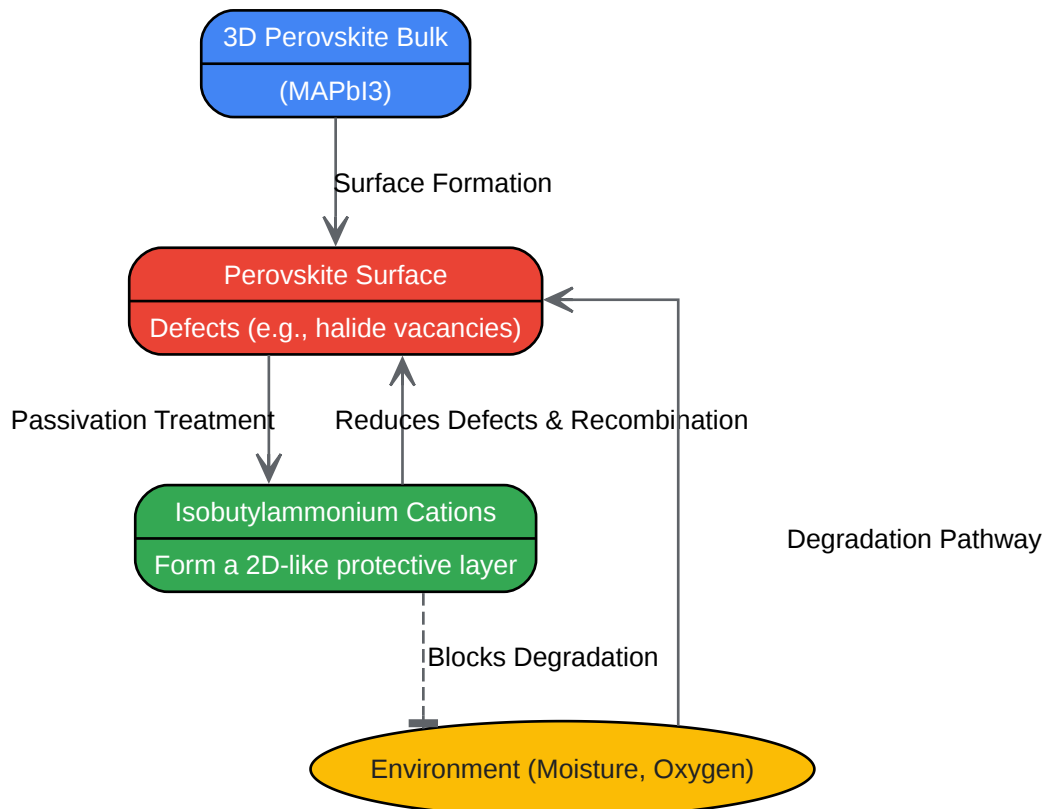 3D Perovskite Bulk
(MAPbI3)
Surface Formation
Perovskite Surface
Defects (e.g., halide vacancies)
Passivation Treatment
Reduces Defects & Recombination
Isobutylammonium Cations
Form a 2D-like protective layer
Degradation Pathway
Blocks Degradation
Environment (Moisture, Oxygen)